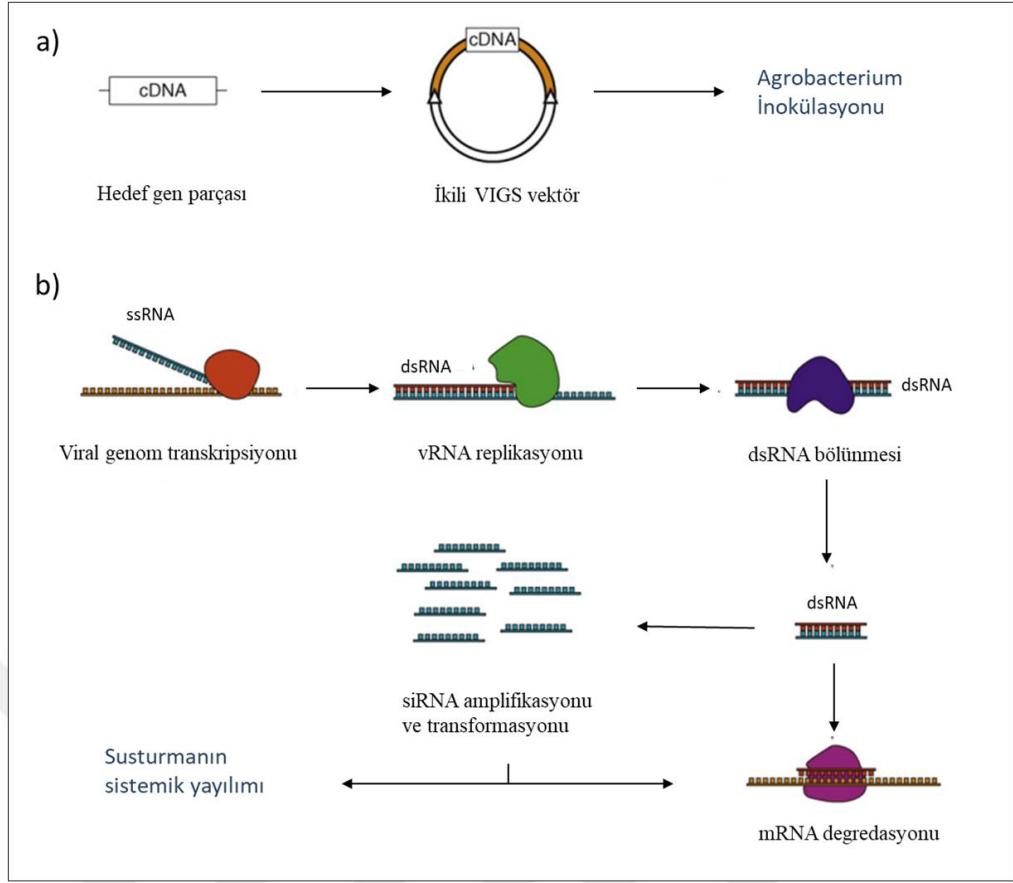 a)
cDNA
cDNA
Agrobacterium
İnokülasyonu
Hedef gen parçası
İkili VIGS vektör
b)
ssRNA
dsRNA
dsRNA
Viral genom transkripsiyonu
vRNA replikasyonu
dsRNA bölünmesi
dsRNA
siRNA amplifikasyonu
ve transformasyonu
Susturmanın
sistemik yayılımı
mRNA degredasyonu